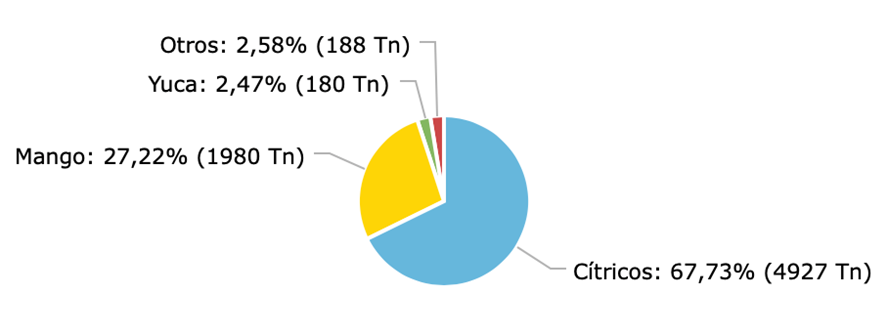 Otros: 2,58% (188 Tn)
Yuca: 2,47% (180 Tn)
Mango: 27,22% (1980 Tn)
Cítricos: 67,73% (4927 Tn)